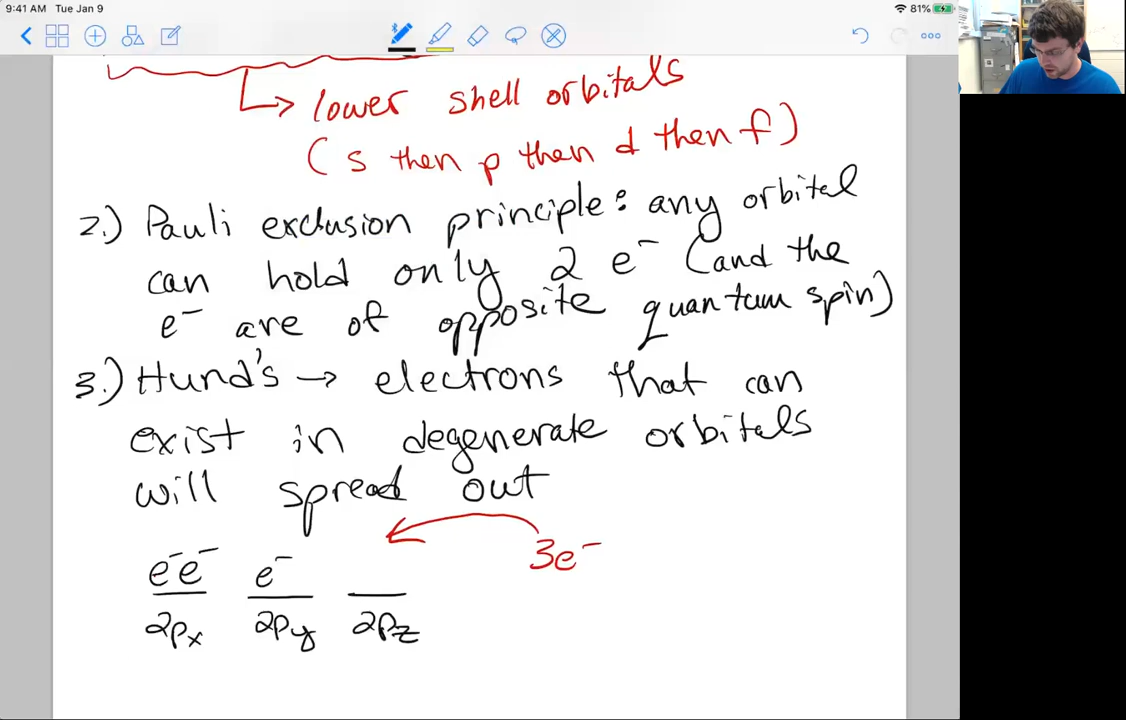 9:41 AM Tue Jan 9
81%
lower shell orbitals
(s then p then d then f)
2.) Pauli exclusion principle: any orbital
can hold only 2 e⁻ (and the
e⁻ are of opposite quantum spin)
3.) Hund's → electrons that can
exist in degenerate orbitals
will spread out
3e⁻
e⁻e⁻ e⁻
2px 2py 2pz